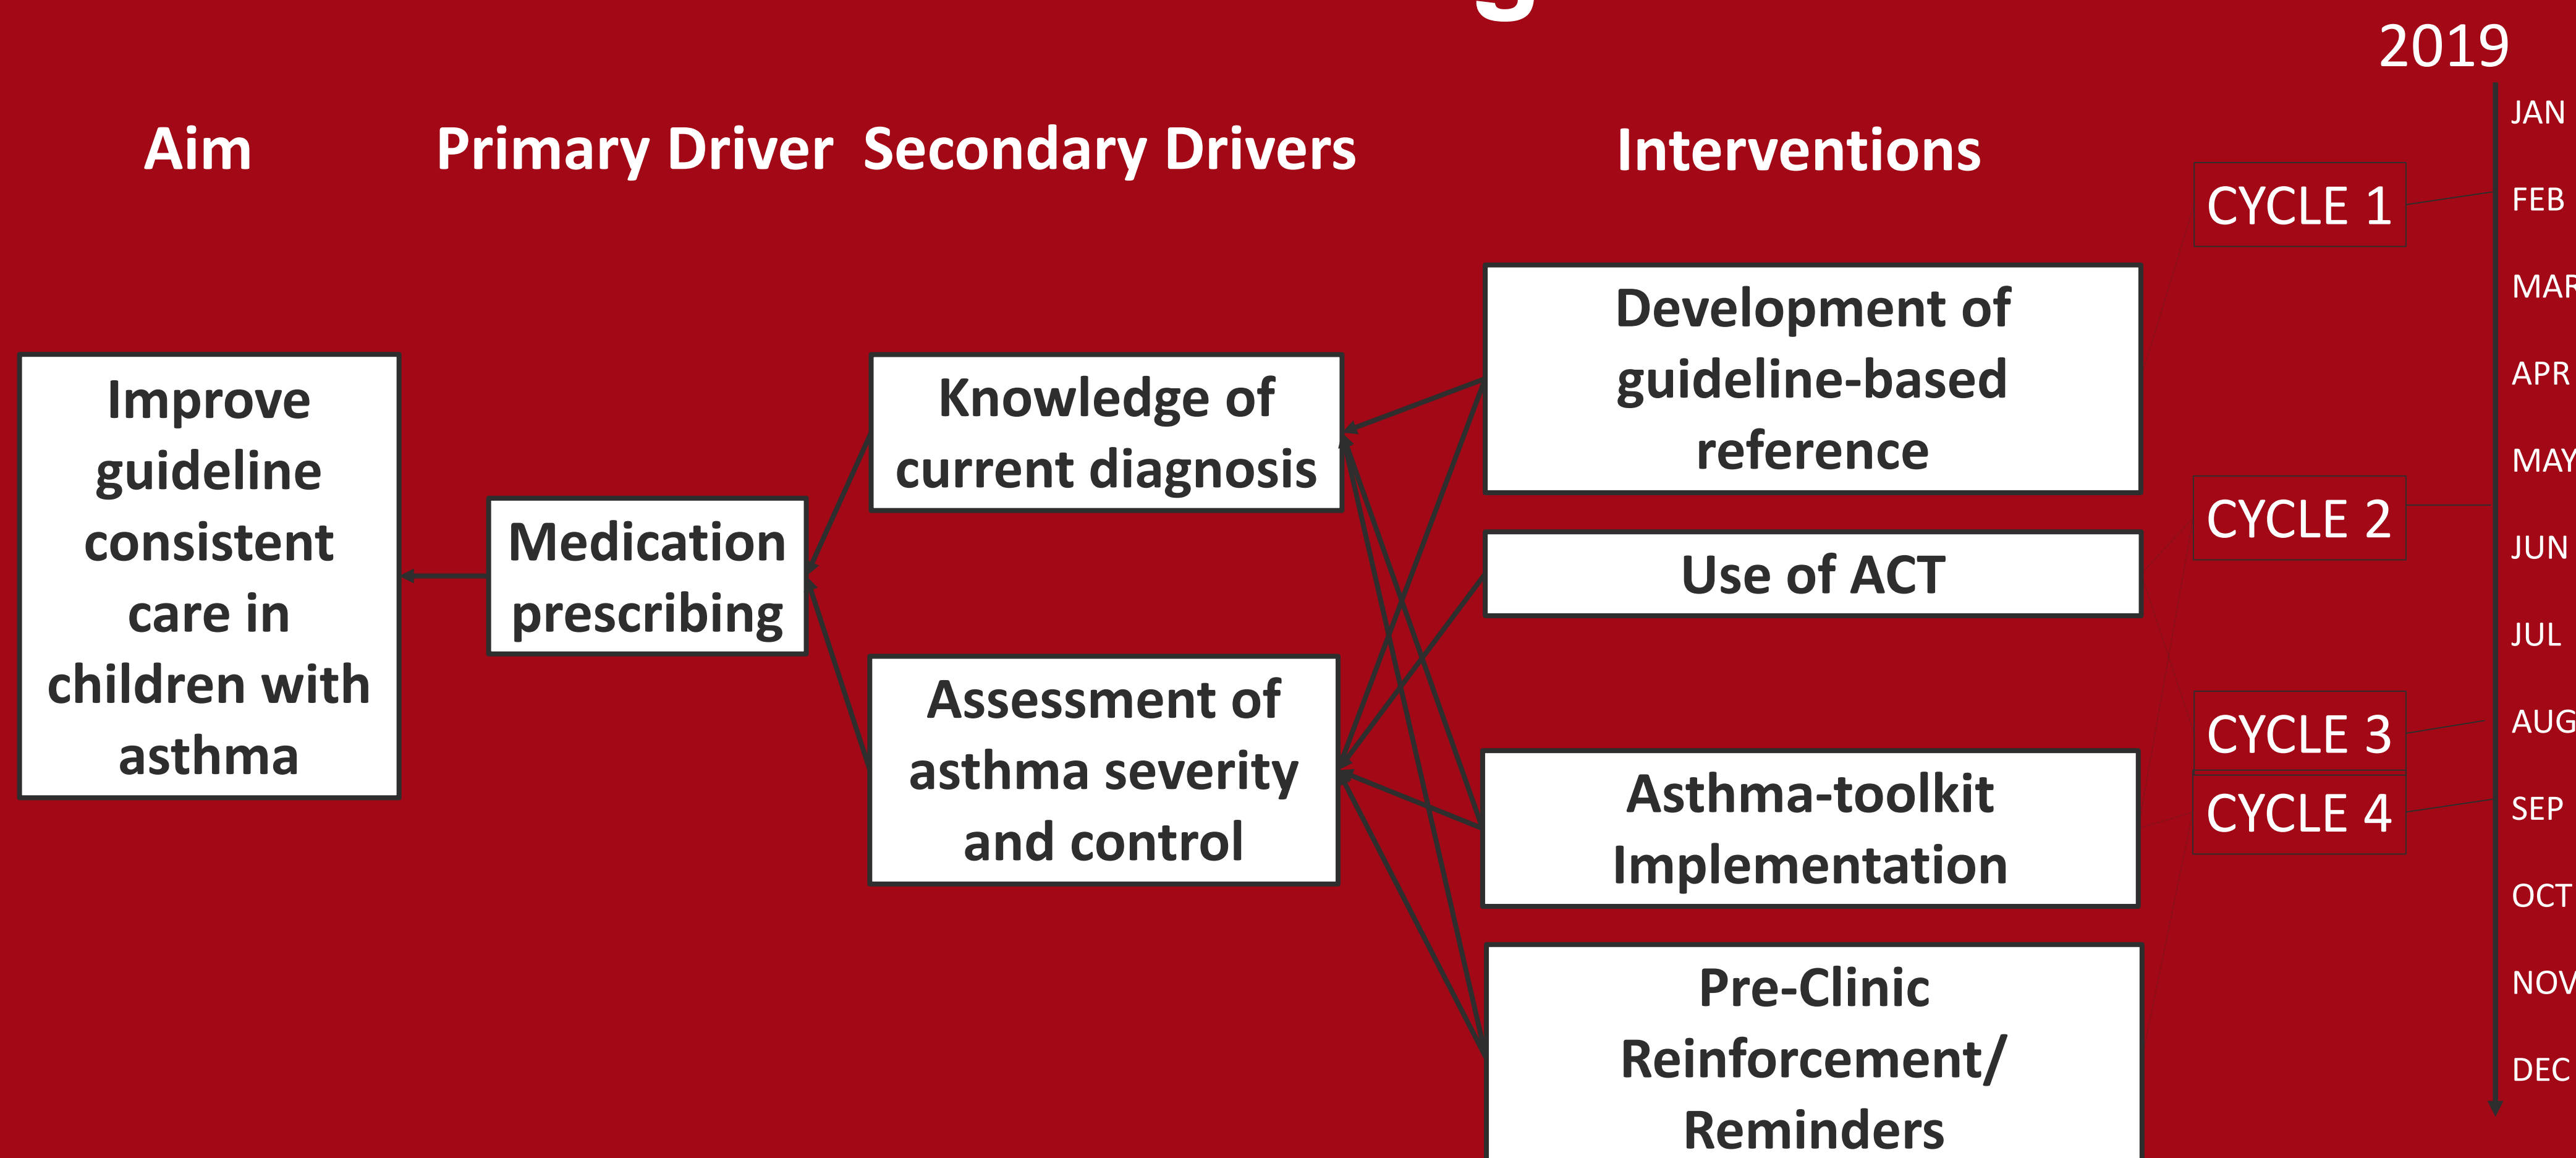 2019
Aim
Primary Driver
Secondary Drivers
Interventions
Improve
guideline
consistent
care in
children with
asthma
Medication
prescribing
Knowledge of
current diagnosis
Assessment of
asthma severity
and control
Development of
guideline-based
reference
Use of ACT
Asthma-toolkit
Implementation
Pre-Clinic
Reinforcement/
Reminders
CYCLE 1
CYCLE 2
CYCLE 3
CYCLE 4
JAN
FEB
MAR
APR
MAY
JUN
JUL
AUG
SEP
OCT
NOV
DEC